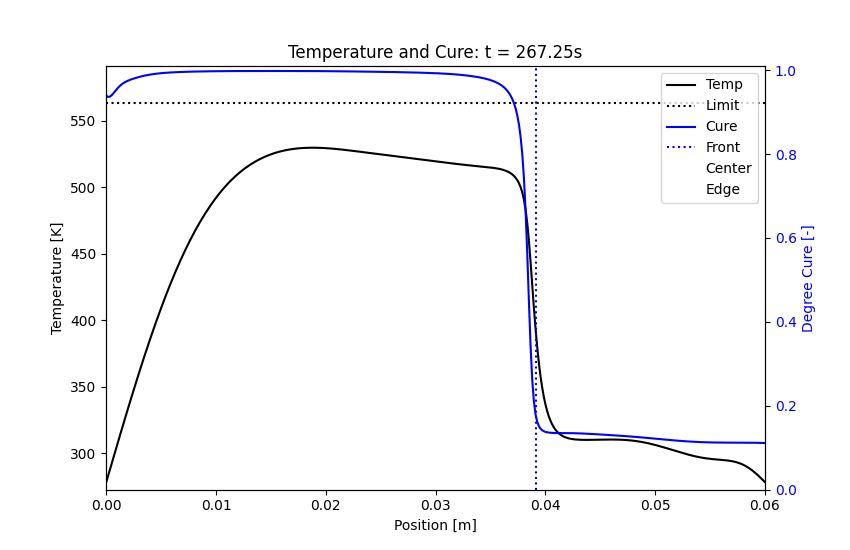 Temperature and Cure: t = 267.25s
Temp
Limit
Cure
Front
Center
Edge
Temperature [K]
550
500
450
400
350
300
1.0
0.8
0.6
0.4
0.2
0.0
Degree Cure [-]
0.00 0.01 0.02 0.03 0.04 0.05 0.06
Position [m]